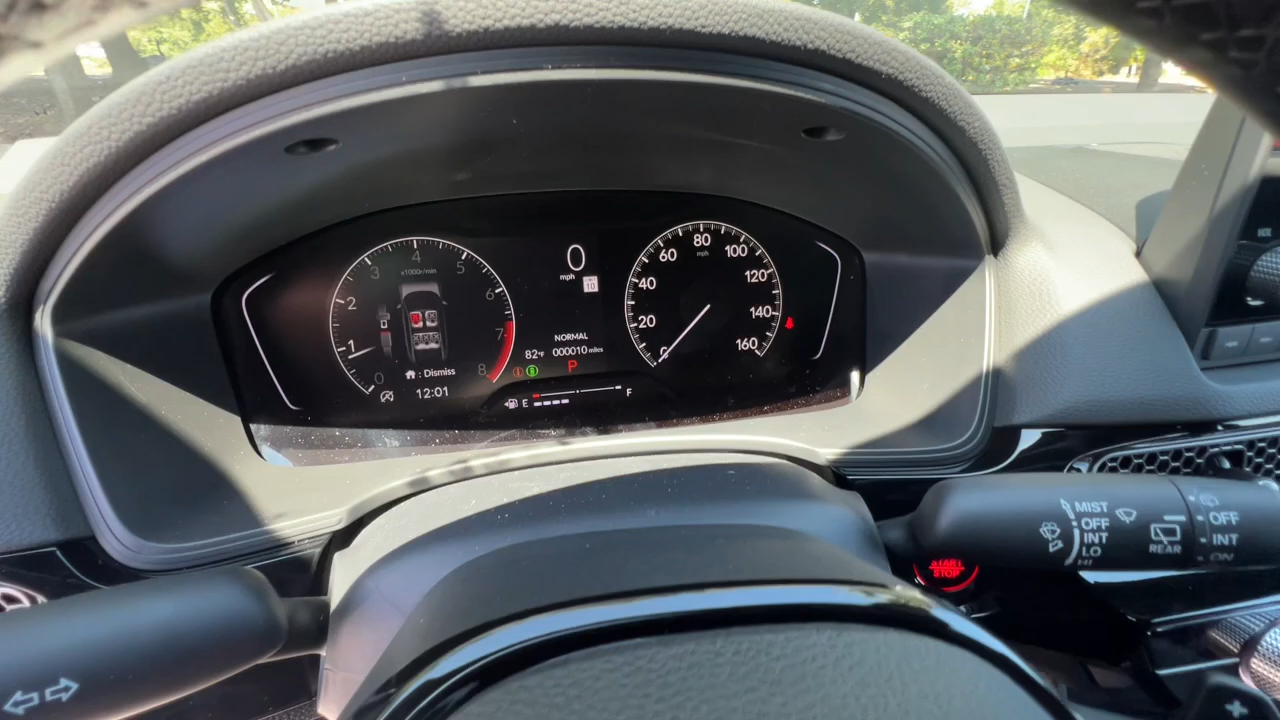 0
1
2
3
4
5
6
7
8
x1000r/min
: Dismiss
12:01
0
mph
10
NORMAL
82°F
000010 miles
P
E
F
0
20
40
60
80
100
120
140
160
mph
MIST
OFF
INT
LO
REAR
OFF
INT
ON
START
STOP